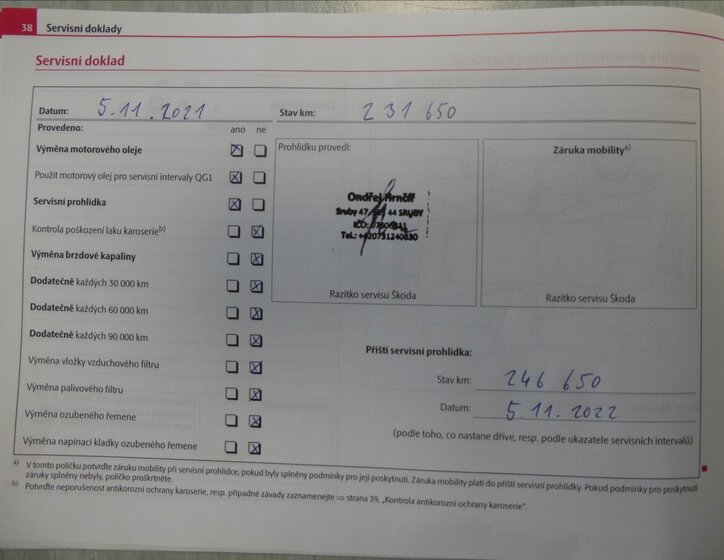 38 Servisní doklady
Servisní doklad
Datum: 5.11.2021 Stav km: 231 650
Provedeno: ano ne
Výměna motorového oleje
Použit motorový olej pro servisní intervaly QG1
Servisní prohlídka
Kontrola poškození laku karoserie b)
Výměna brzdové kapaliny
Dodatečně každých 30 000 km
Dodatečně každých 60 000 km
Dodatečně každých 90 000 km
Výměna vložky vzduchového filtru
Výměna palivového filtru
Výměna ozubeného řemene
Výměna napínací kladky ozubeného řemene
Prohlídku provedl:
Ondřej
Sruby 47, 44 SRUBY
IČO:
Tel.: +420731240830
Razítko servisu Škoda
Záruka mobility a)
Razítko servisu Škoda
Příští servisní prohlídka:
Stav km: 246 650
Datum: 5.11.2022
(podle toho, co nastane dříve, resp. podle ukazatele servisních intervalů)
a) V tomto políčku potvrďte záruku mobility při servisní prohlídce, pokud byly splněny podmínky pro její poskytnutí. Záruka mobility platí do příští servisní prohlídky. Pokud podmínky pro poskytnutí
záruky splněny nebyly, políčko proškrtněte.
b) Potvrďte neporušenost antikorozní ochrany karoserie, resp. případné závady zaznamenejte ⇒ strana 39, „Kontrola antikorozní ochrany karoserie“.